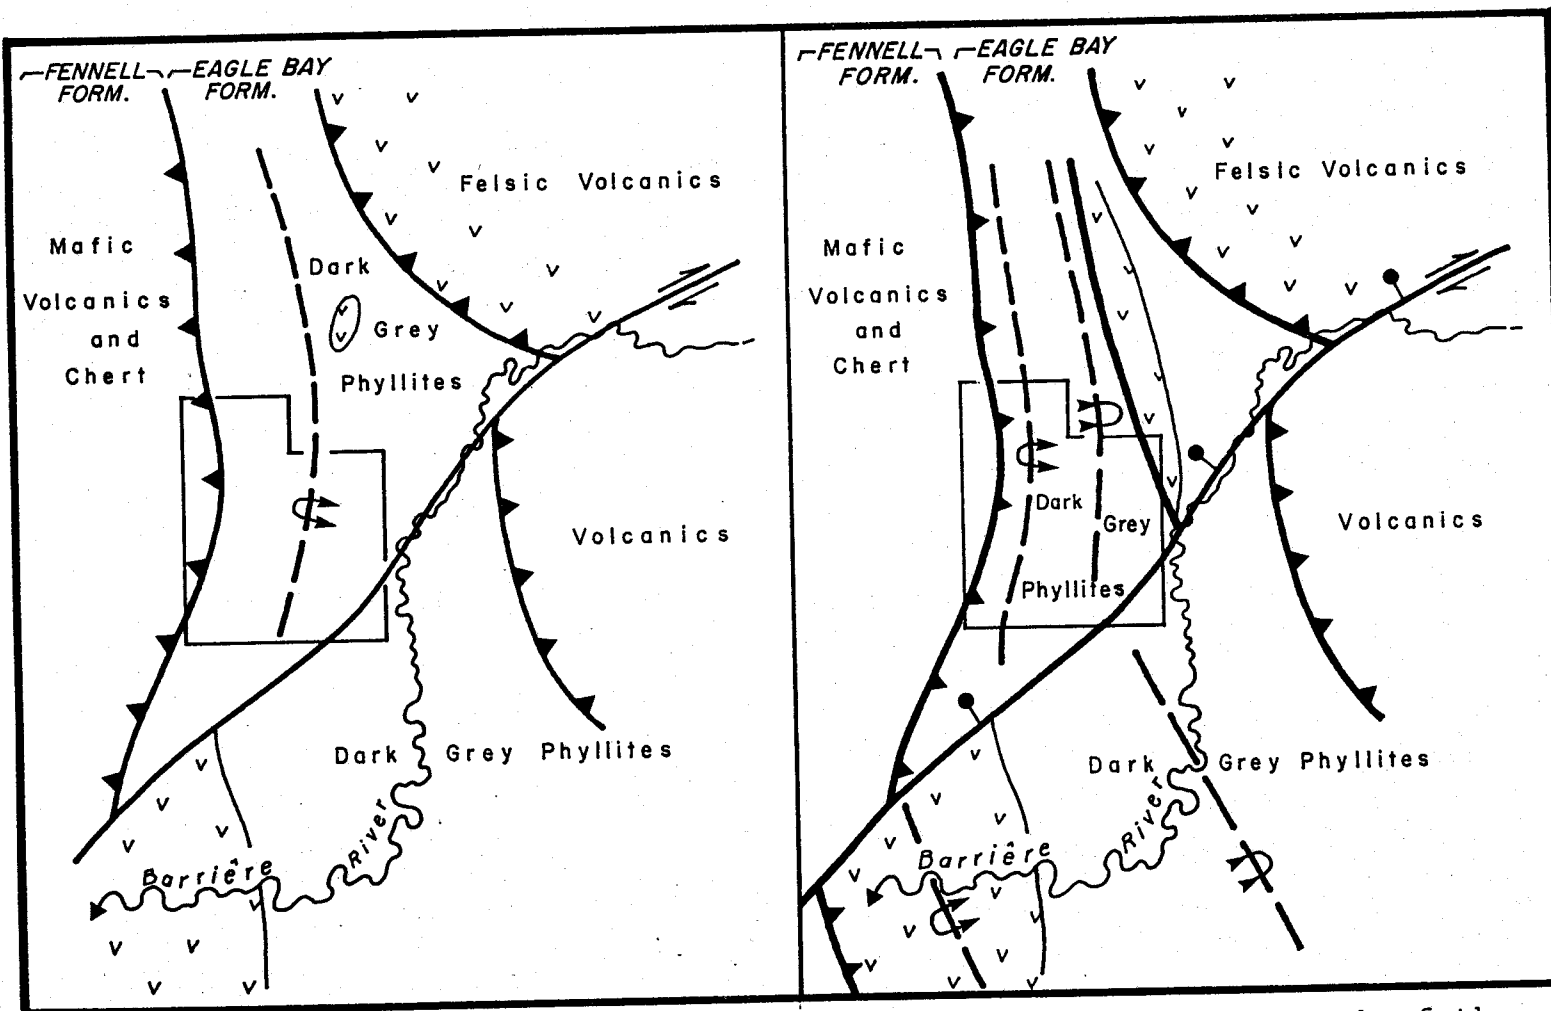 FENNELL EAGLE BAY
FORM. FORM.
Felsic Volcanics
Mafic
Volcanics
and
Chert
Dark
Grey
Phyllites
Volcanics
Dark Grey Phyllites
Barriêre River
FENNELL EAGLE BAY
FORM. FORM.
Felsic Volcanics
Mafic
Volcanics
and
Chert
Dark
Grey
Phyllites
Volcanics
Dark Grey Phyllites
Barriêre River